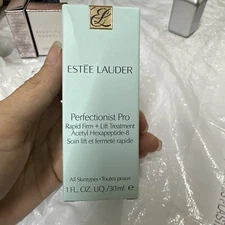 ESTĒE LAUDER
Perfectionist Pro
Rapid Firm + Lift Treatment
Acetyl Hexapeptide-8
Soin lift et fermeté rapide
All Skintypes • Toutes peaux
1 FL. OZ. LIQ./30ml ℮